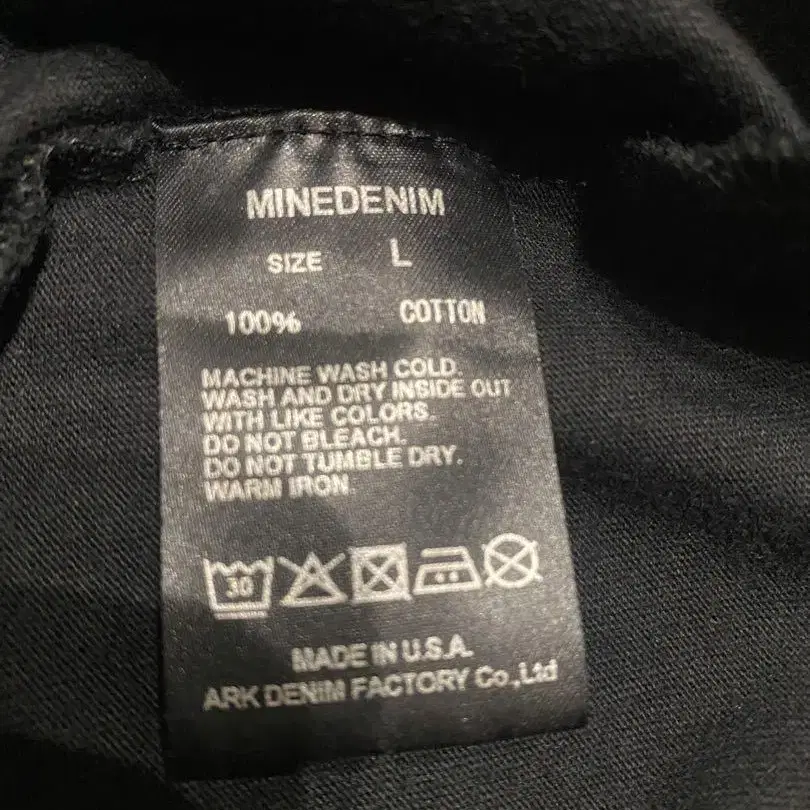 MINEDENIM
SIZE L
100% COTTON
MACHINE WASH COLD.
WASH AND DRY INSIDE OUT
WITH LIKE COLORS.
DO NOT BLEACH.
DO NOT TUMBLE DRY.
WARM IRON.
30
MADE IN U.S.A.
ARK DENIM FACTORY Co.,Ltd